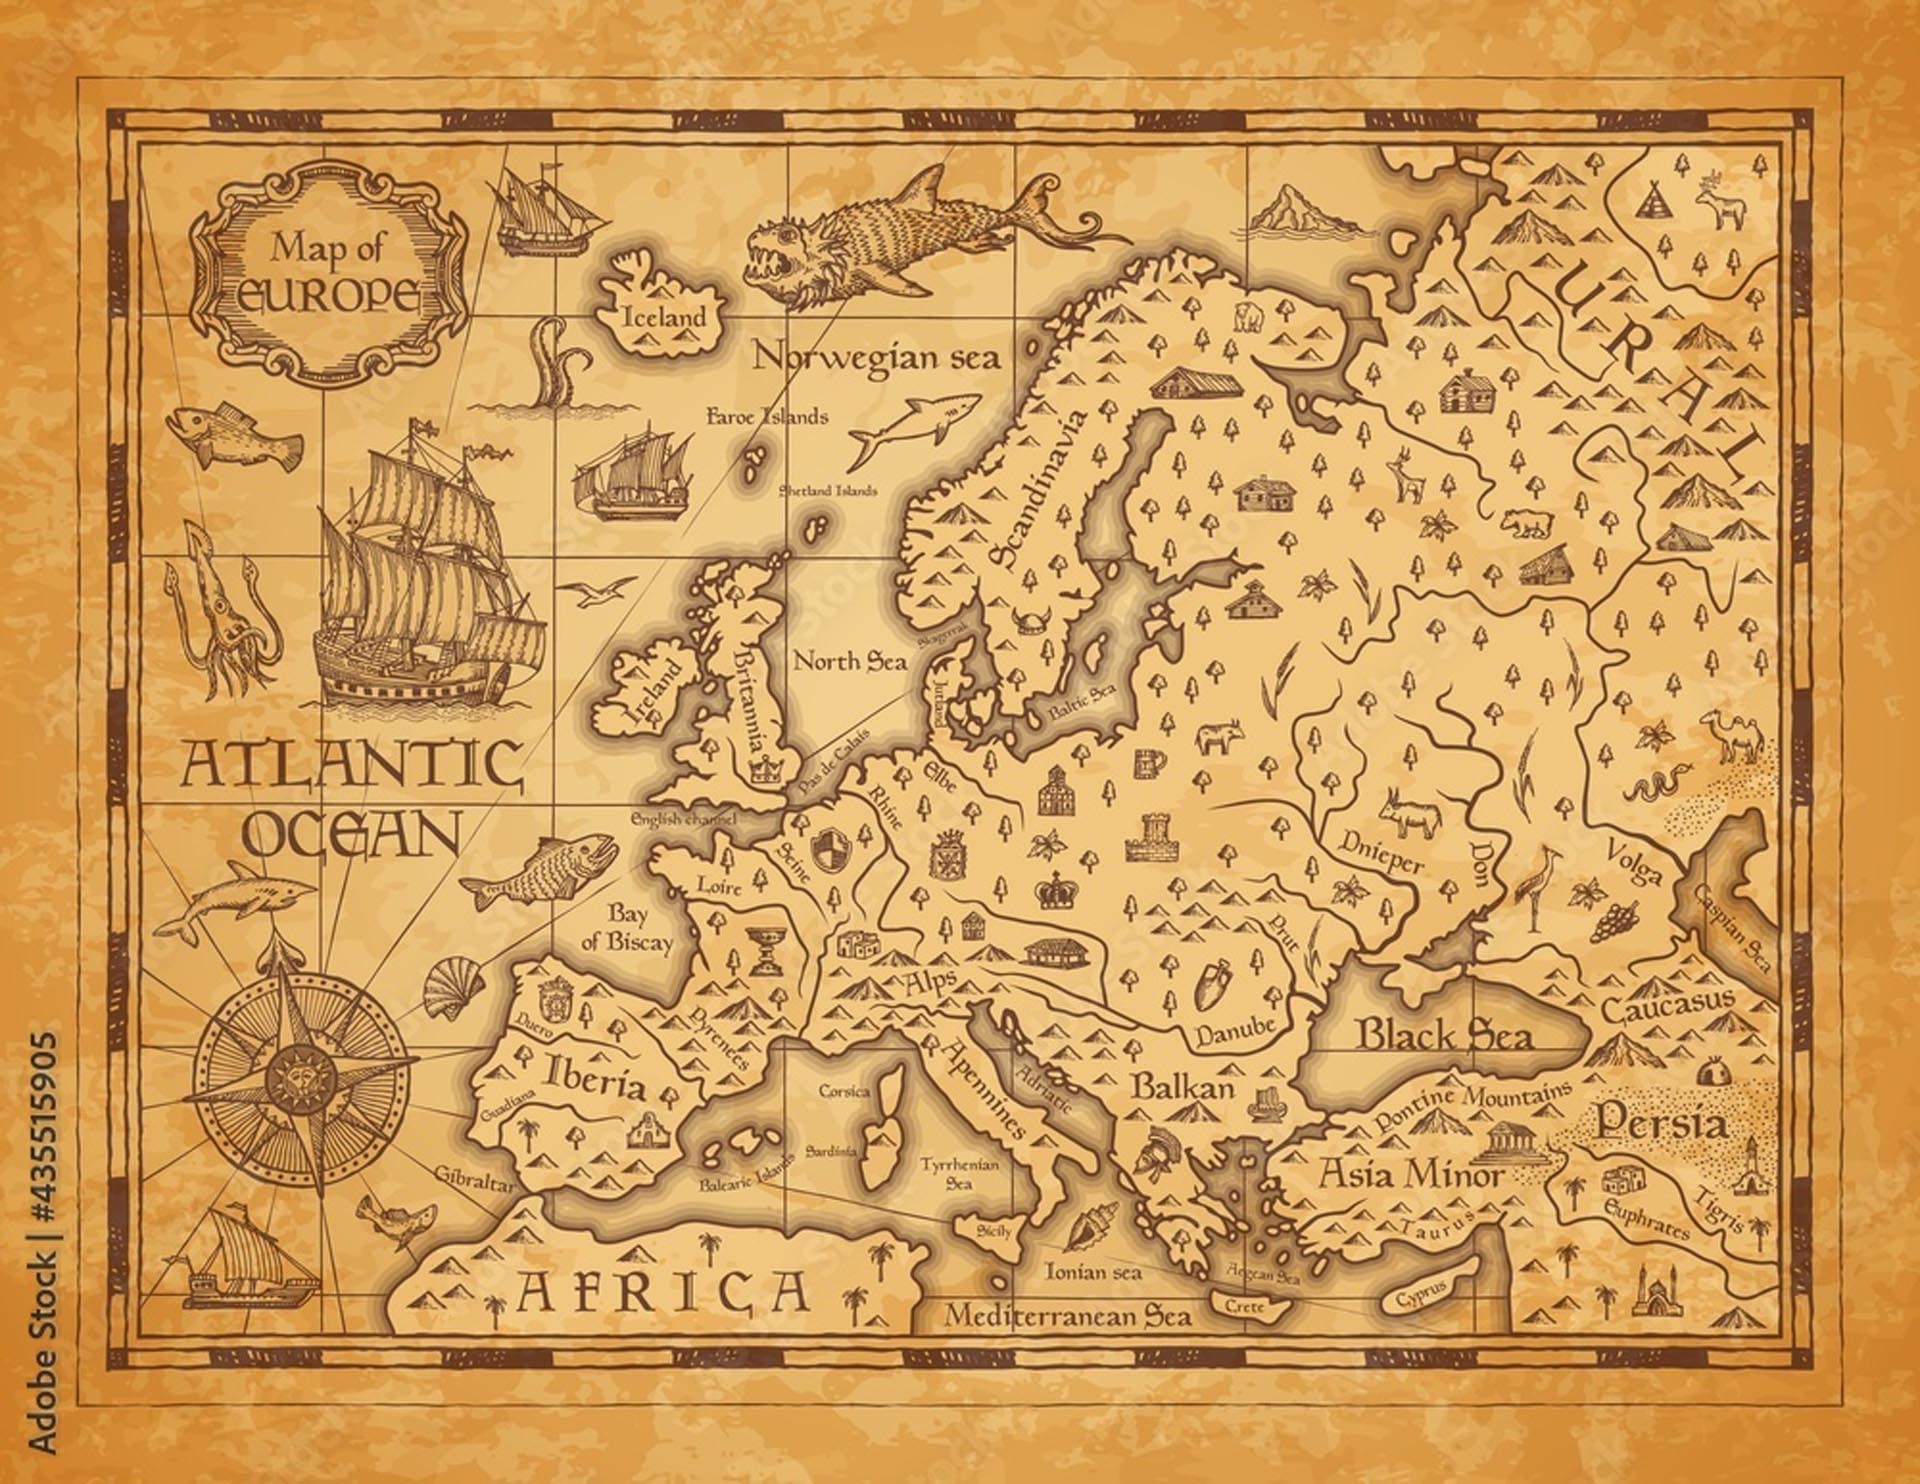 Map of
EUROPE
Iceland
Norwegian sea
URAL
Faroe Islands
Shetland Islands
Scandinavia
Skagerrak
North Sea
Ireland
Britannia
Jutland
Baltic Sea
ATLANTIC
OCEAN
Pas de Calais
English channel
Elbe
Rhine
Seine
Loire
Dnieper
Don
Volga
Caspian Sea
Bay
of Biscay
Prut
Alps
Danube
Caucasus
Black Sea
Duero
Pyrenees
Iberia
Guadiana
Corsica
Apennines
Adriatic
Balkan
Pontine Mountains
Persia
Sardinia
Tyrrhenian
Sea
Asia Minor
Gibraltar
Balearic Islands
Taurus
Euphrates
Tigris
Sicily
Ionian sea
Aegean Sea
Cyprus
Crete
AFRICA
Mediterranean Sea
Adobe Stock | #435515905